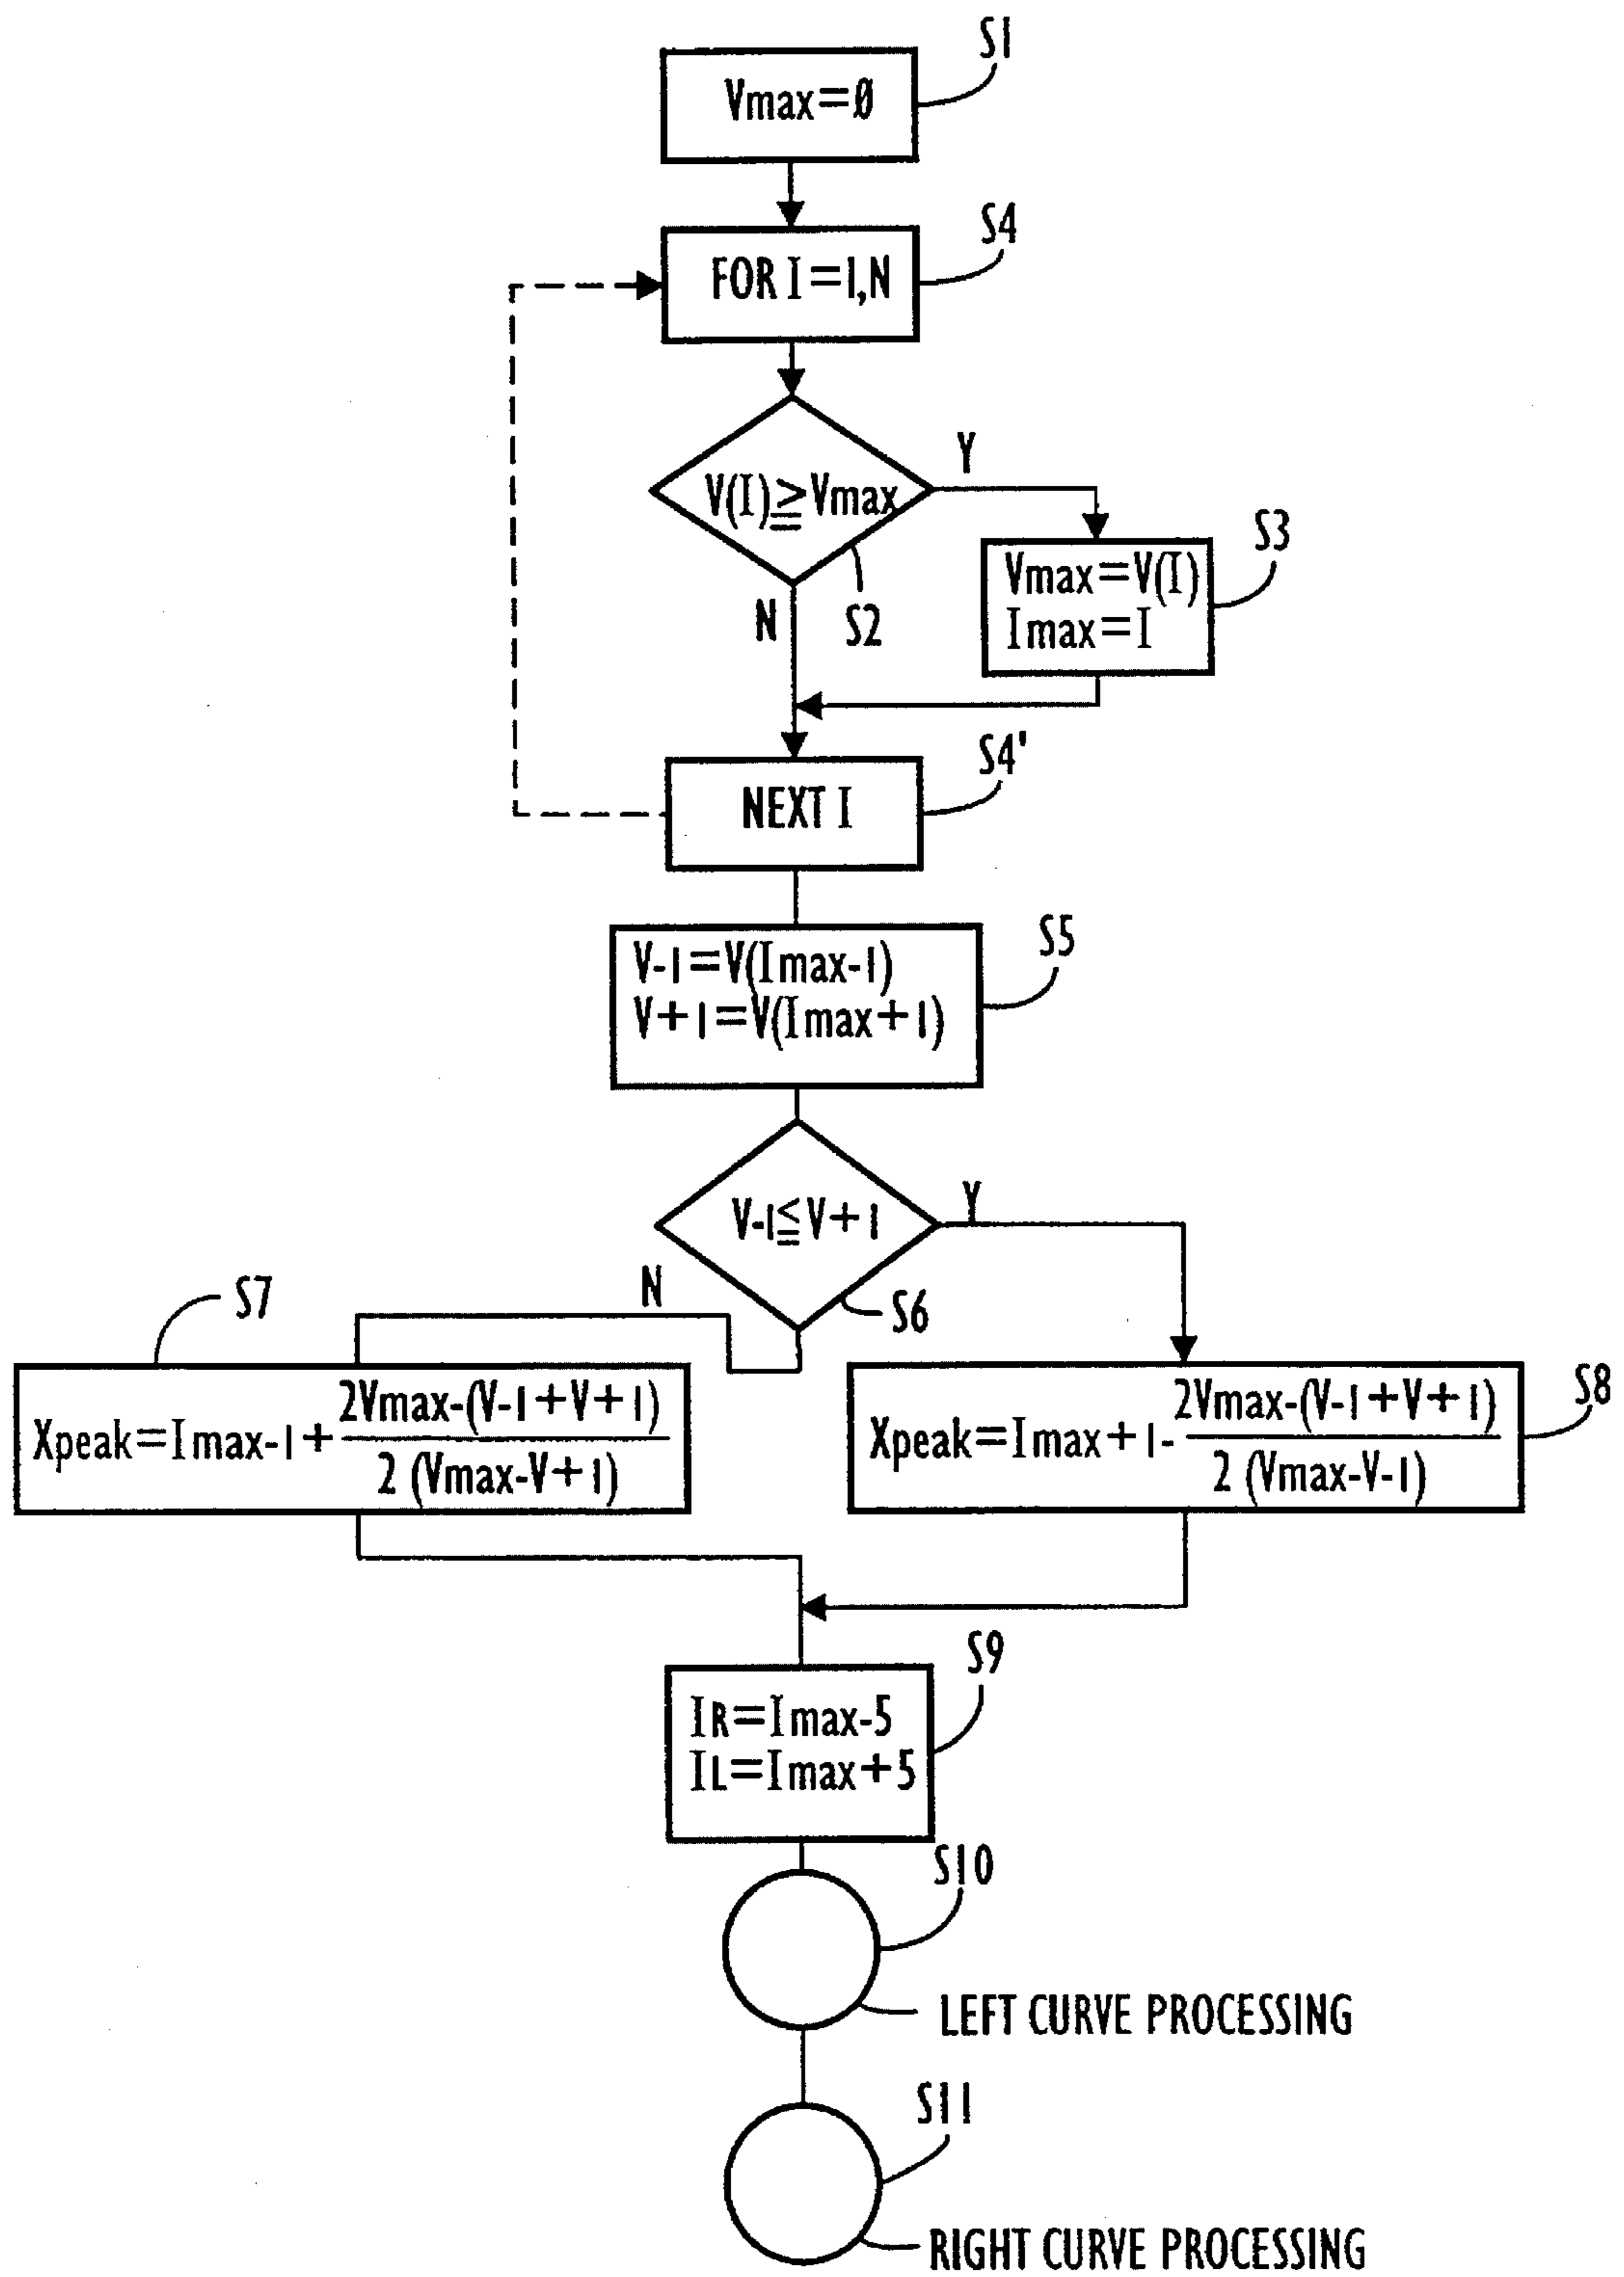 S1
Vmax=Ø
S4
FOR I=1,N
Y
V(I)≧Vmax
S3
Vmax=V(I)
Imax=I
N
S2
S4'
NEXT I
S5
V-1=V(Imax-1)
V+1=V(Imax+1)
Y
V-1≦V+1
N
S7
S6
S8
2Vmax-(V-1+V+1)
Xpeak=Imax-1+
2 (Vmax-V+1)
2Vmax-(V-1+V+1)
Xpeak=Imax+1-
2 (Vmax-V-1)
S9
IR=Imax-5
IL=Imax+5
S10
LEFT CURVE PROCESSING
S11
RIGHT CURVE PROCESSING